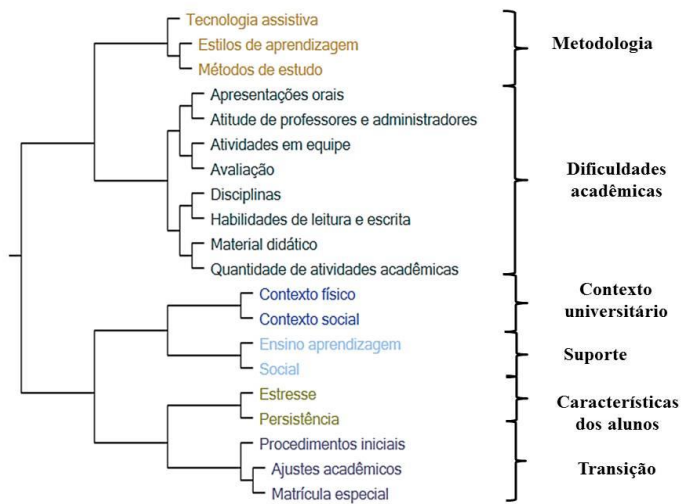 Tecnologia assistiva
Estilos de aprendizagem
Métodos de estudo
Metodologia
Apresentações orais
Atitude de professores e administradores
Atividades em equipe
Avaliação
Disciplinas
Habilidades de leitura e escrita
Material didático
Quantidade de atividades acadêmicas
Dificuldades
acadêmicas
Contexto físico
Contexto social
Contexto
universitário
Ensino aprendizagem
Social
Suporte
Estresse
Persistência
Características
dos alunos
Procedimentos iniciais
Ajustes acadêmicos
Matrícula especial
Transição